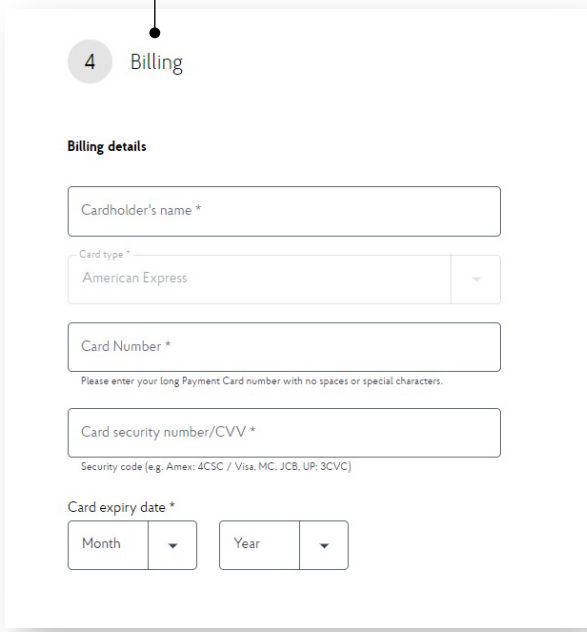 4 Billing
Billing details
Cardholder's name *
Card type *
American Express
Card Number *
Please enter your long Payment Card number with no spaces or special characters.
Card security number/CVV *
Security code (e.g. Amex: 4CSC / Visa, MC, JCB, UP: 3CVC)
Card expiry date *
Month Year